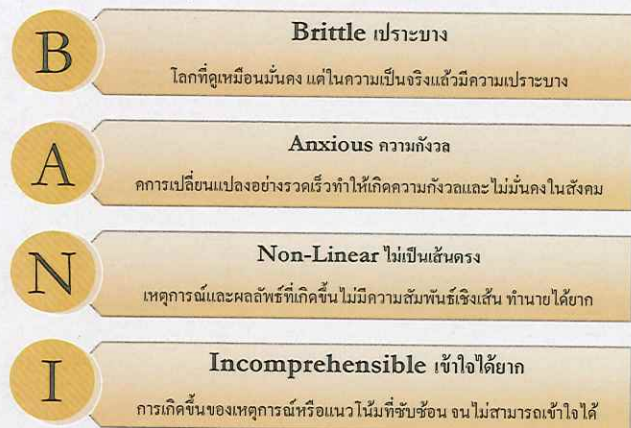 B
Brittle เปราะบาง
โลกที่ดูเหมือนมั่นคง แต่ในความเป็นจริงแล้วมีความเปราะบาง
A
Anxious ความกังวล
คการเปลี่ยนแปลงอย่างรวดเร็วทำให้เกิดความกังวลและไม่มั่นคงในสังคม
N
Non-Linear ไม่เป็นเส้นตรง
เหตุการณ์และผลลัพธ์ที่เกิดขึ้นไม่มีความสัมพันธ์เชิงเส้น ทำนายได้ยาก
I
Incomprehensible เข้าใจได้ยาก
การเกิดขึ้นของเหตุการณ์หรือแนวโน้มที่ซับซ้อน จนไม่สามารถเข้าใจได้